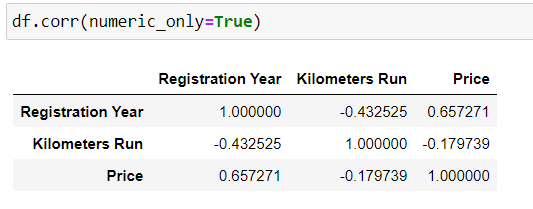 df.corr(numeric_only=True)
Registration Year Kilometers Run Price
Registration Year 1.000000 -0.432525 0.657271
Kilometers Run -0.432525 1.000000 -0.179739
Price 0.657271 -0.179739 1.000000